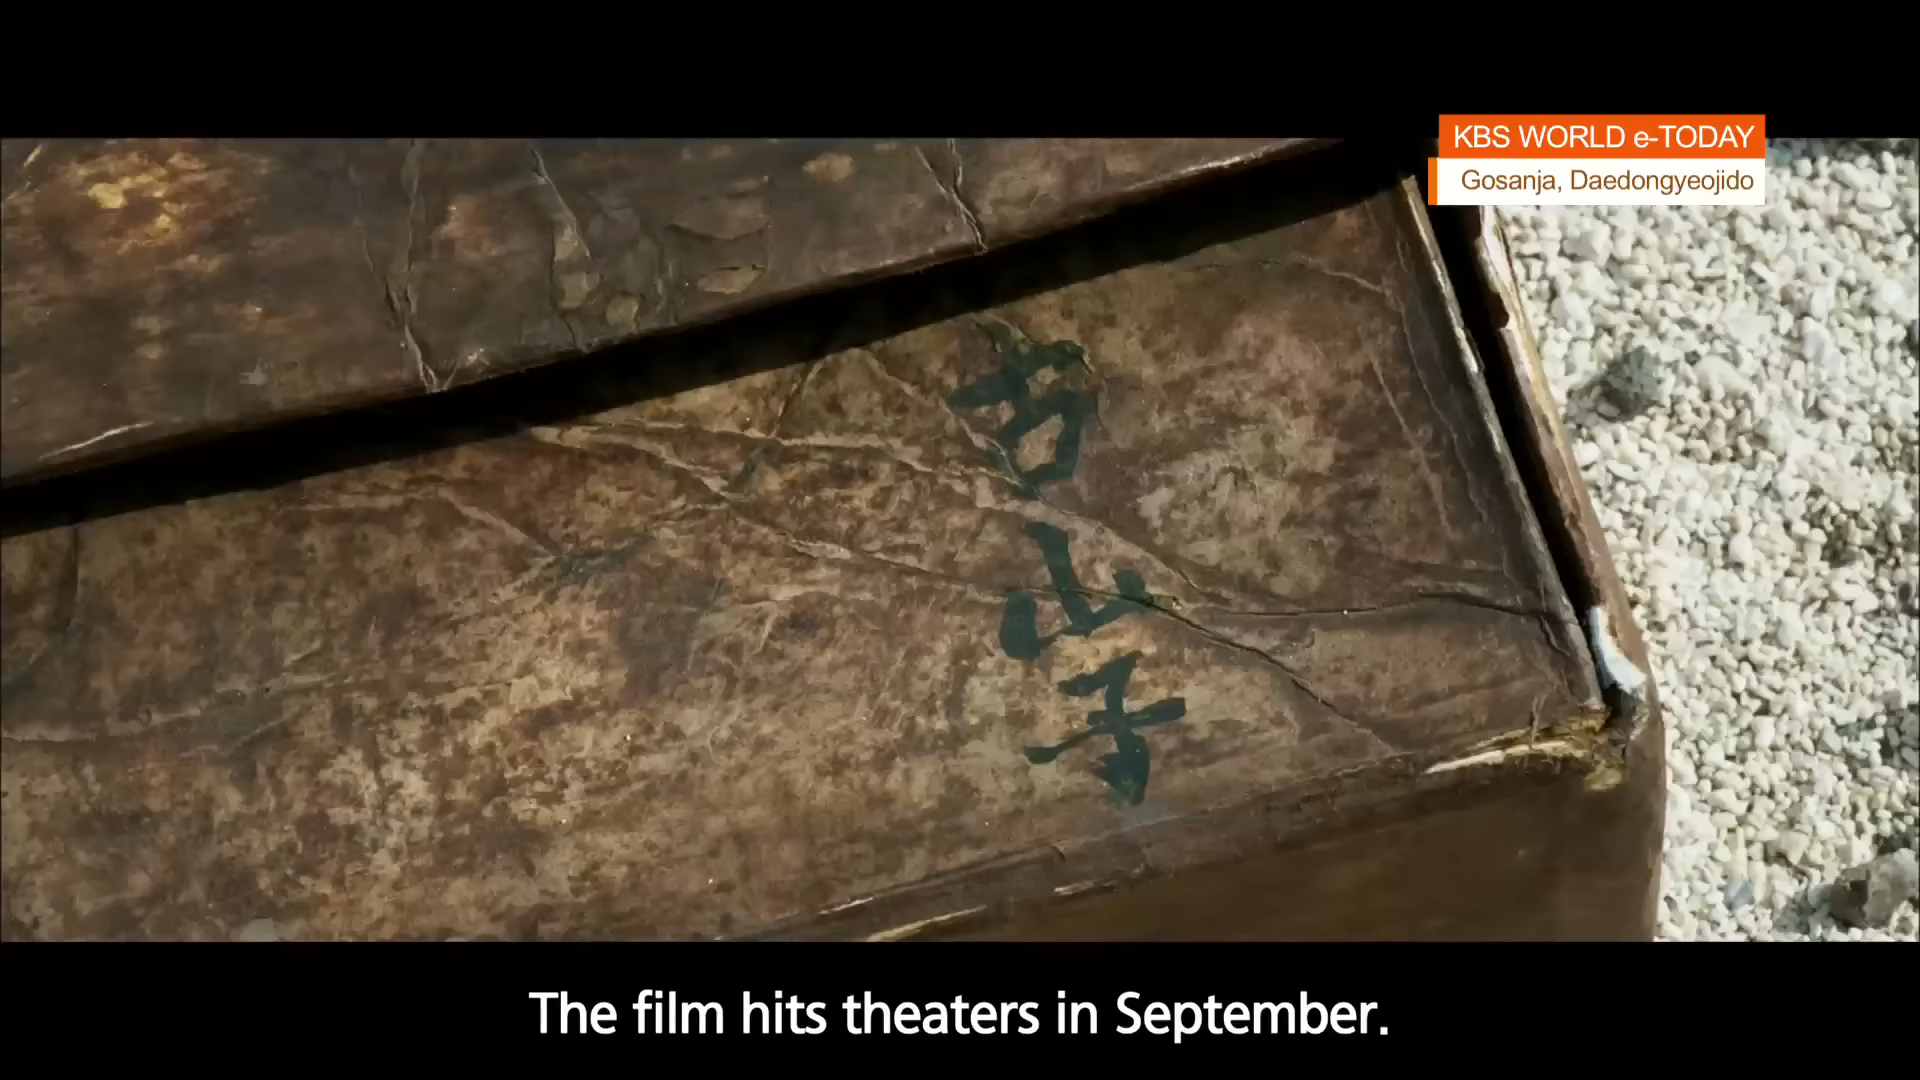 KBS WORLD e-TODAY
Gosanja, Daedongyeojido
古山子
The film hits theaters in September.